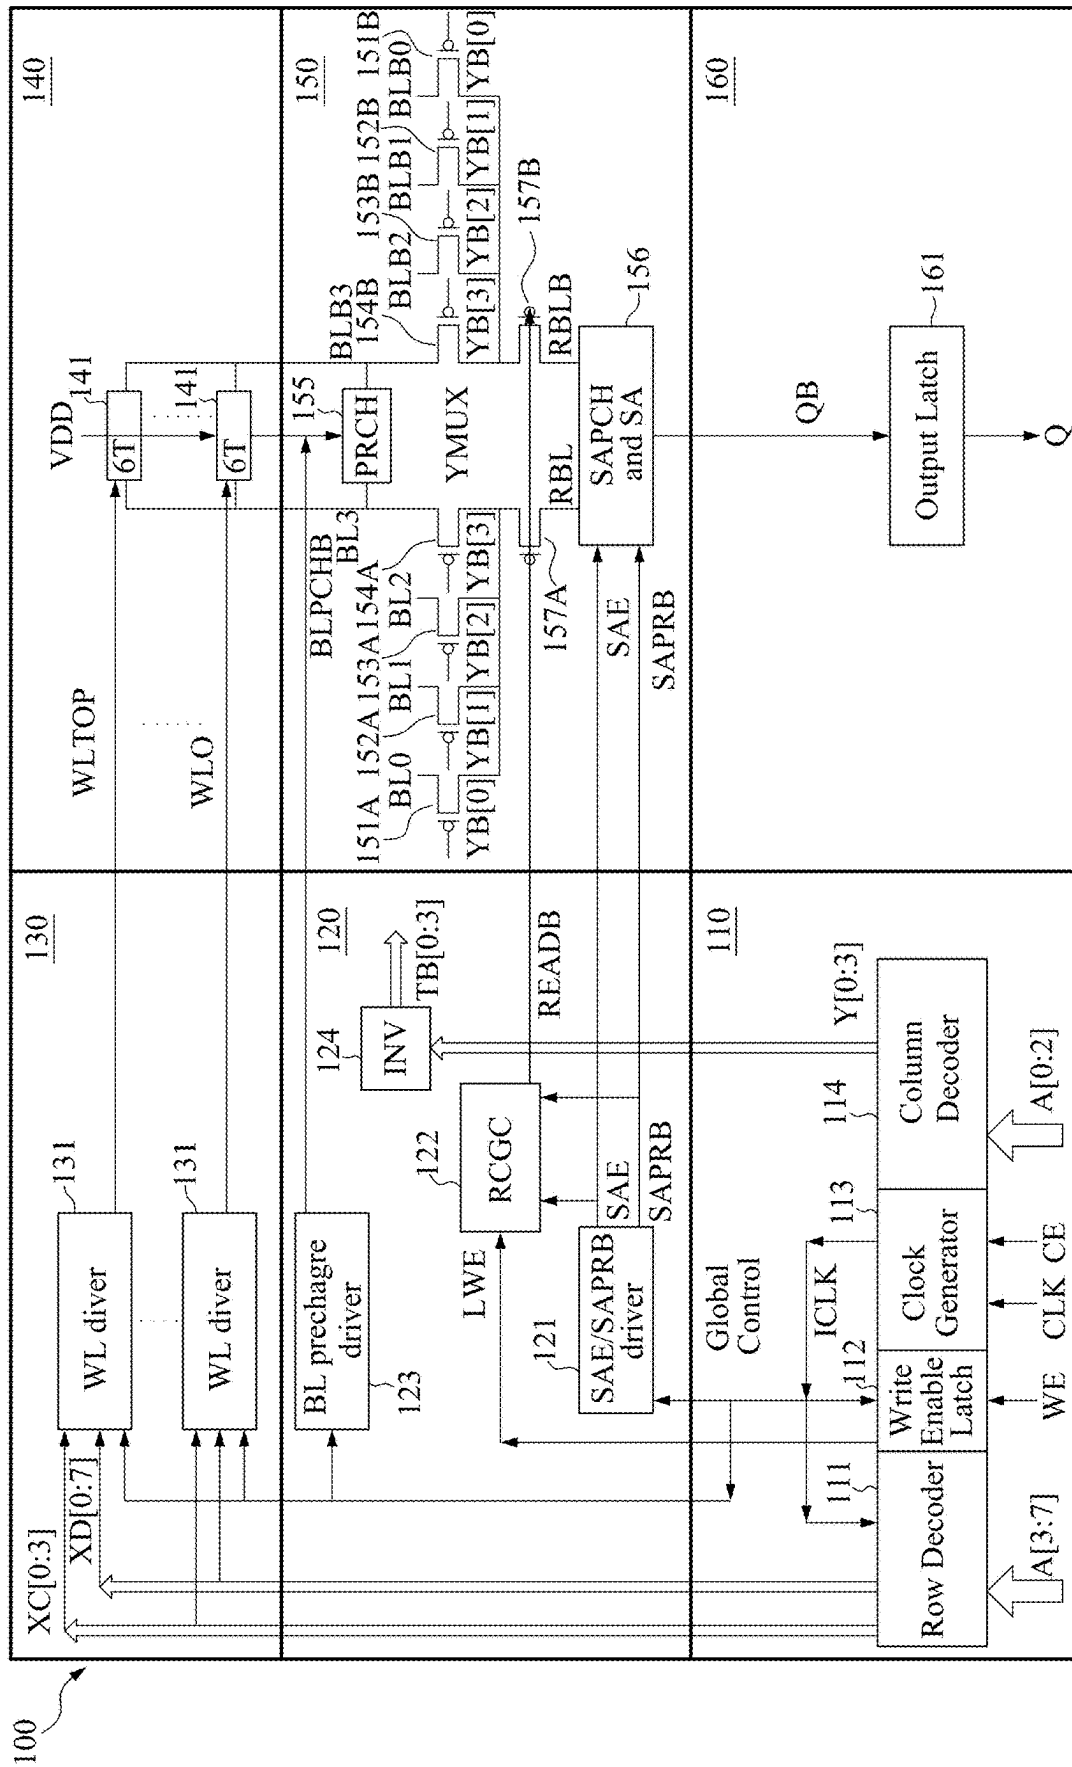 100
130
XC[0:3]
XD[0:7]
WL diver
131
WL diver
131
WLTOP
WLO
140
VDD
141
6T
141
6T
120
BL prechagre
driver
123
LWE
RCGC
122
INV
124
TB[0:3]
READB
SAE/SAPRB
driver
121
SAE
SAPRB
150
BLPCHB
BL3
BLB3
PRCH
155
YMUX
151A
BL0
152A
BL1
153A
BL2
154A
YB[0]
YB[1]
YB[2]
YB[3]
154B
BLB2
153B
BLB1
152B
BLB0
151B
YB[3]
YB[2]
YB[1]
YB[0]
157A
157B
RBL
RBLB
SAE
SAPRB
SAPCH
and SA
156
110
Global
Control
ICLK
Y[0:3]
111
112
113
114
Row Decoder
Write
Enable
Latch
Clock
Generator
Column
Decoder
A[3:7]
WE
CLK
CE
A[0:2]
160
QB
Output Latch
161
Q